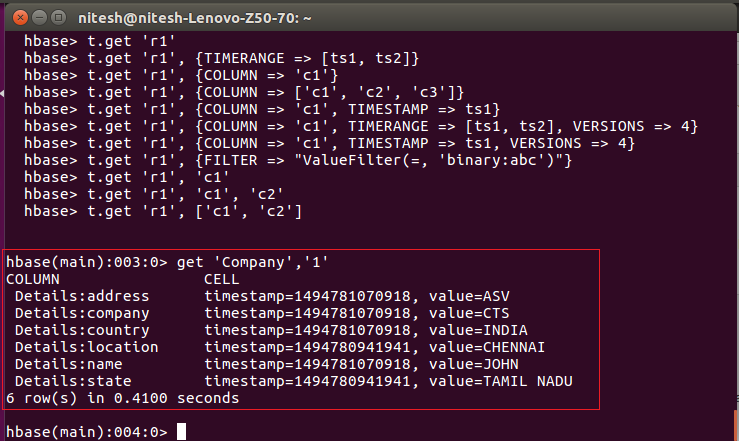 nitesh@nitesh-Lenovo-Z50-70: ~
hbase> t.get 'r1'
hbase> t.get 'r1', {TIMERANGE => [ts1, ts2]}
hbase> t.get 'r1', {COLUMN => 'c1'}
hbase> t.get 'r1', {COLUMN => ['c1', 'c2', 'c3']}
hbase> t.get 'r1', {COLUMN => 'c1', TIMESTAMP => ts1}
hbase> t.get 'r1', {COLUMN => 'c1', TIMERANGE => [ts1, ts2], VERSIONS => 4}
hbase> t.get 'r1', {COLUMN => 'c1', TIMESTAMP => ts1, VERSIONS => 4}
hbase> t.get 'r1', {FILTER => "ValueFilter(=, 'binary:abc')"}
hbase> t.get 'r1', 'c1'
hbase> t.get 'r1', 'c1', 'c2'
hbase> t.get 'r1', ['c1', 'c2']
hbase(main):003:0> get 'Company','1'
COLUMN CELL
Details:address timestamp=1494781070918, value=ASV
Details:company timestamp=1494781070918, value=CTS
Details:country timestamp=1494781070918, value=INDIA
Details:location timestamp=1494780941941, value=CHENNAI
Details:name timestamp=1494781070918, value=JOHN
Details:state timestamp=1494780941941, value=TAMIL NADU
6 row(s) in 0.4100 seconds
hbase(main):004:0>